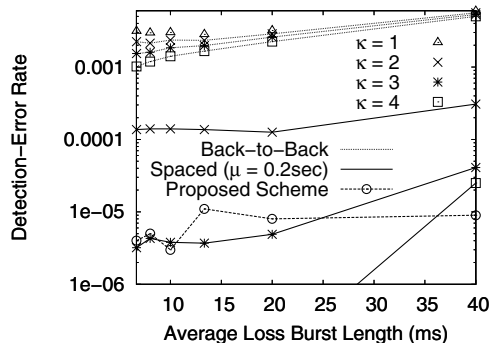 Detection-Error Rate
0.001
0.0001
1e-05
1e-06
κ = 1
κ = 2
κ = 3
κ = 4
Back-to-Back
Spaced (μ = 0.2sec)
Proposed Scheme
10 15 20 25 30 35 40
Average Loss Burst Length (ms)